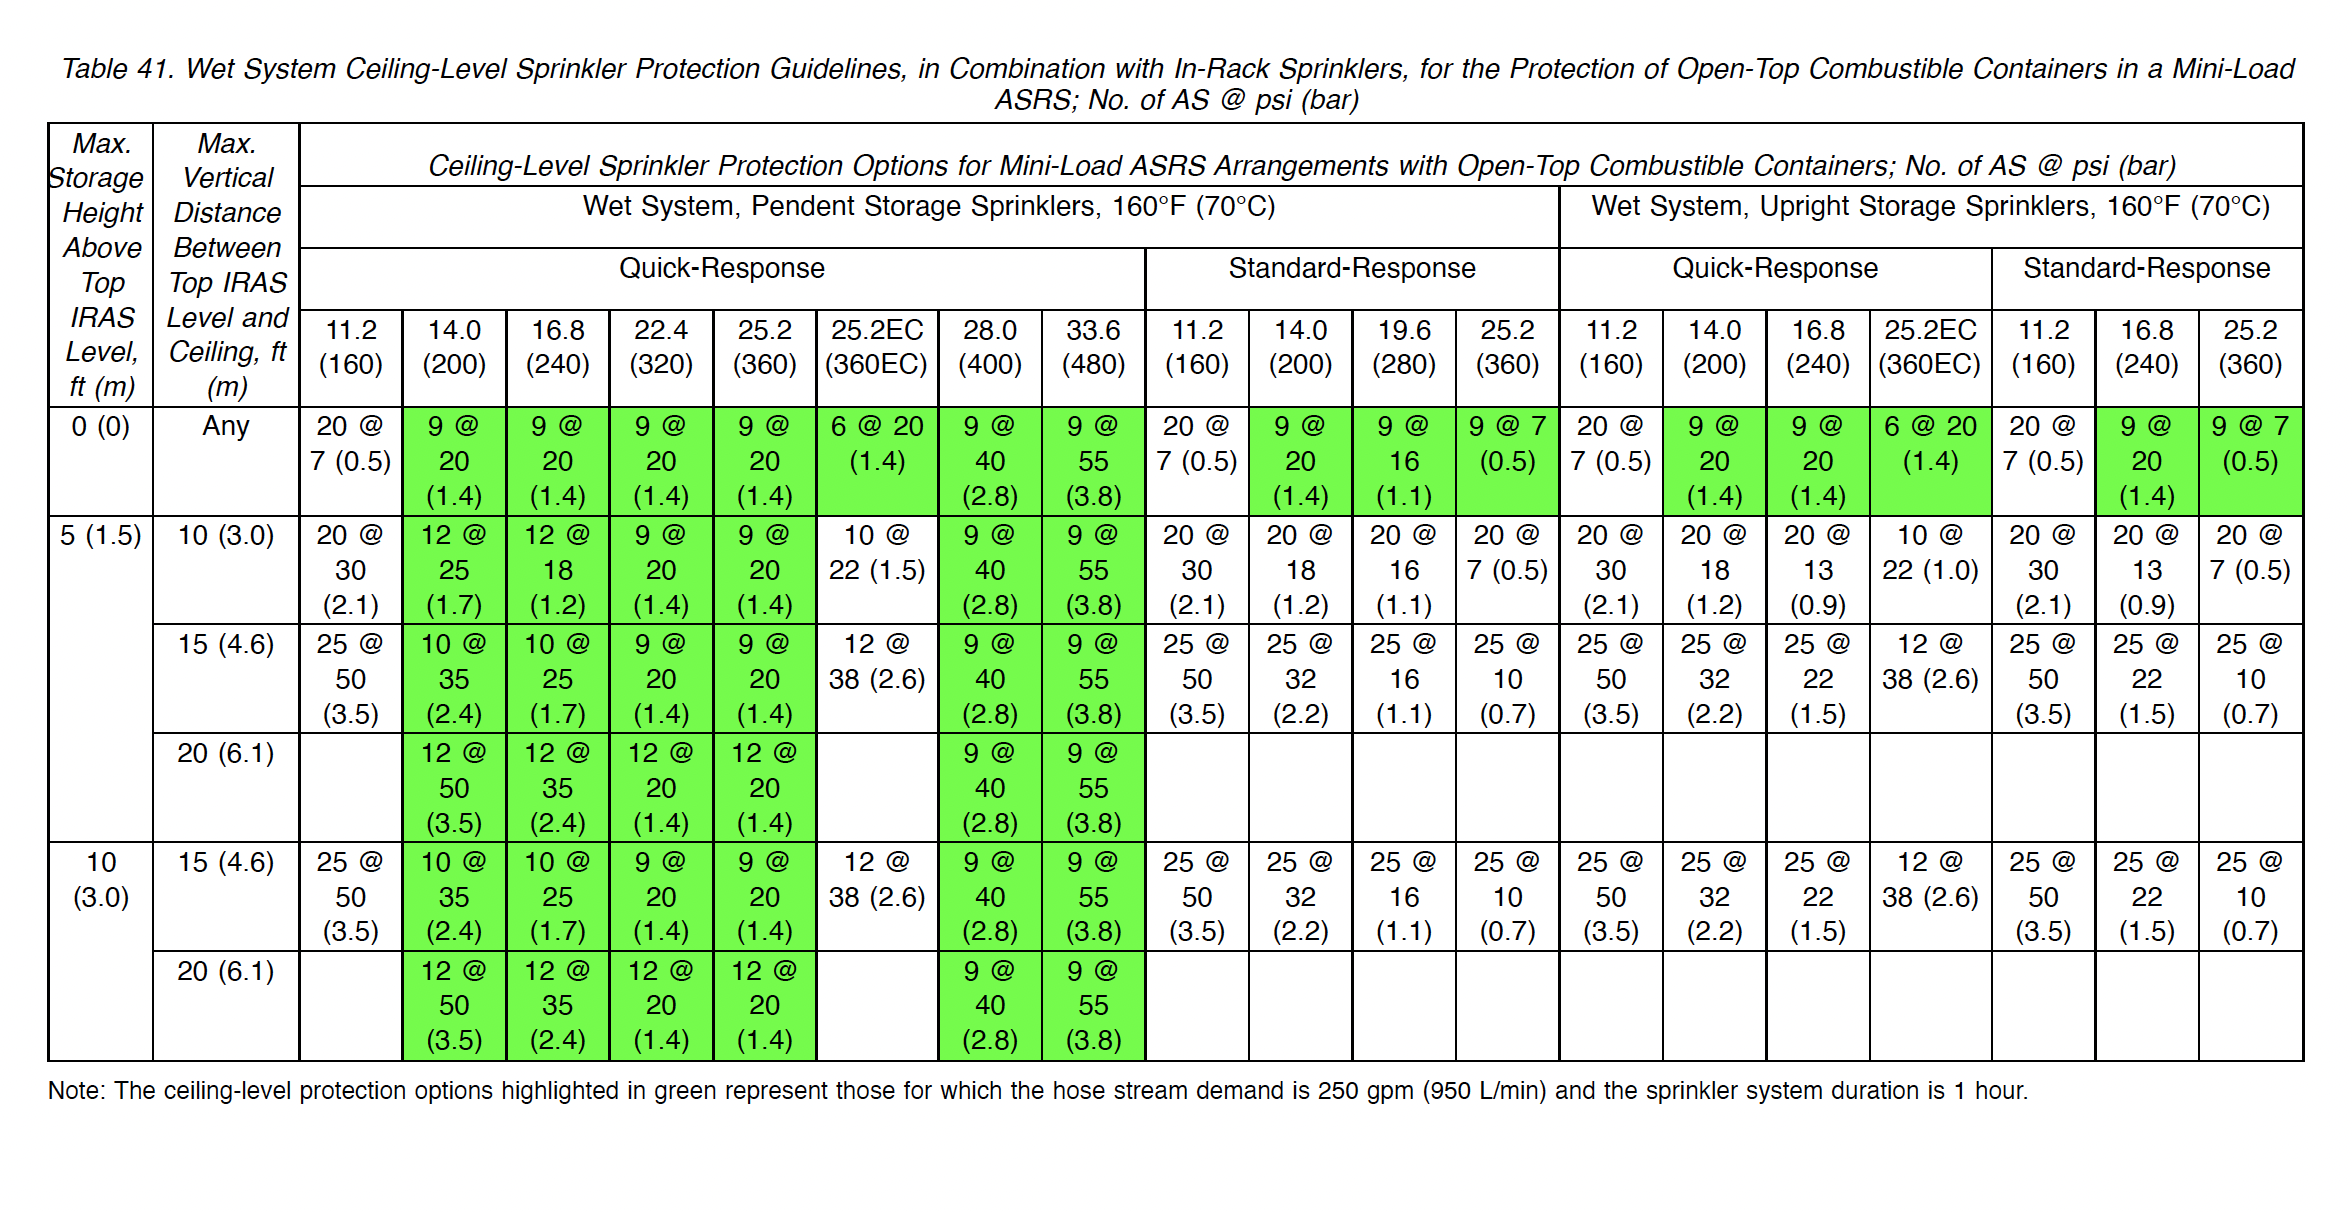 Table 41. Wet System Ceiling-Level Sprinkler Protection Guidelines, in Combination with In-Rack Sprinklers, for the Protection of Open-Top Combustible Containers in a Mini-Load
ASRS; No. of AS @ psi (bar)
Max. Storage Height Above Top IRAS Level, ft (m)
Max. Vertical Distance Between Top IRAS Level and Ceiling, ft (m)
Ceiling-Level Sprinkler Protection Options for Mini-Load ASRS Arrangements with Open-Top Combustible Containers; No. of AS @ psi (bar)
Wet System, Pendent Storage Sprinklers, 160°F (70°C) Wet System, Upright Storage Sprinklers, 160°F (70°C)
Quick-Response Standard-Response Quick-Response Standard-Response
11.2 14.0 16.8 22.4 25.2 25.2EC 28.0 33.6 11.2 14.0 19.6 25.2 11.2 14.0 16.8 25.2EC 11.2 16.8 25.2
(160) (200) (240) (320) (360) (360EC) (400) (480) (160) (200) (280) (360) (160) (200) (240) (360EC) (160) (240) (360)
0 (0) Any 20 @ 9 @ 9 @ 9 @ 9 @ 6 @ 20 9 @ 9 @ 20 @ 9 @ 9 @ 9 @ 7 20 @ 9 @ 9 @ 6 @ 20 20 @ 9 @ 9 @ 7
7 (0.5) 20 20 20 20 (1.4) 40 55 7 (0.5) 20 16 (0.5) 7 (0.5) 20 20 (1.4) 7 (0.5) 20 (0.5)
(1.4) (1.4) (1.4) (1.4) (2.8) (3.8) (1.4) (1.1) (1.4) (1.4) (1.4)
5 (1.5) 10 (3.0) 20 @ 12 @ 12 @ 9 @ 9 @ 10 @ 9 @ 9 @ 20 @ 20 @ 20 @ 20 @ 20 @ 20 @ 20 @ 10 @ 20 @ 20 @ 20 @
30 25 18 20 20 22 (1.5) 40 55 30 18 16 7 (0.5) 30 18 13 22 (1.0) 30 13 7 (0.5)
(2.1) (1.7) (1.2) (1.4) (1.4) (2.8) (3.8) (2.1) (1.2) (1.1) (2.1) (1.2) (0.9) (2.1) (0.9)
15 (4.6) 25 @ 10 @ 10 @ 9 @ 9 @ 12 @ 9 @ 9 @ 25 @ 25 @ 25 @ 25 @ 25 @ 25 @ 25 @ 12 @ 25 @ 25 @ 25 @
50 35 25 20 20 38 (2.6) 40 55 50 32 16 10 50 32 22 38 (2.6) 50 22 10
(3.5) (2.4) (1.7) (1.4) (1.4) (2.8) (3.8) (3.5) (2.2) (1.1) (0.7) (3.5) (2.2) (1.5) (3.5) (1.5) (0.7)
20 (6.1) 12 @ 12 @ 12 @ 12 @ 9 @ 9 @
50 35 20 20 40 55
(3.5) (2.4) (1.4) (1.4) (2.8) (3.8)
10 15 (4.6) 25 @ 10 @ 10 @ 9 @ 9 @ 12 @ 9 @ 9 @ 25 @ 25 @ 25 @ 25 @ 25 @ 25 @ 25 @ 12 @ 25 @ 25 @ 25 @
(3.0) 50 35 25 20 20 38 (2.6) 40 55 50 32 16 10 50 32 22 38 (2.6) 50 22 10
(3.5) (2.4) (1.7) (1.4) (1.4) (2.8) (3.8) (3.5) (2.2) (1.1) (0.7) (3.5) (2.2) (1.5) (3.5) (1.5) (0.7)
20 (6.1) 12 @ 12 @ 12 @ 12 @ 9 @ 9 @
50 35 20 20 40 55
(3.5) (2.4) (1.4) (1.4) (2.8) (3.8)
Note: The ceiling-level protection options highlighted in green represent those for which the hose stream demand is 250 gpm (950 L/min) and the sprinkler system duration is 1 hour.